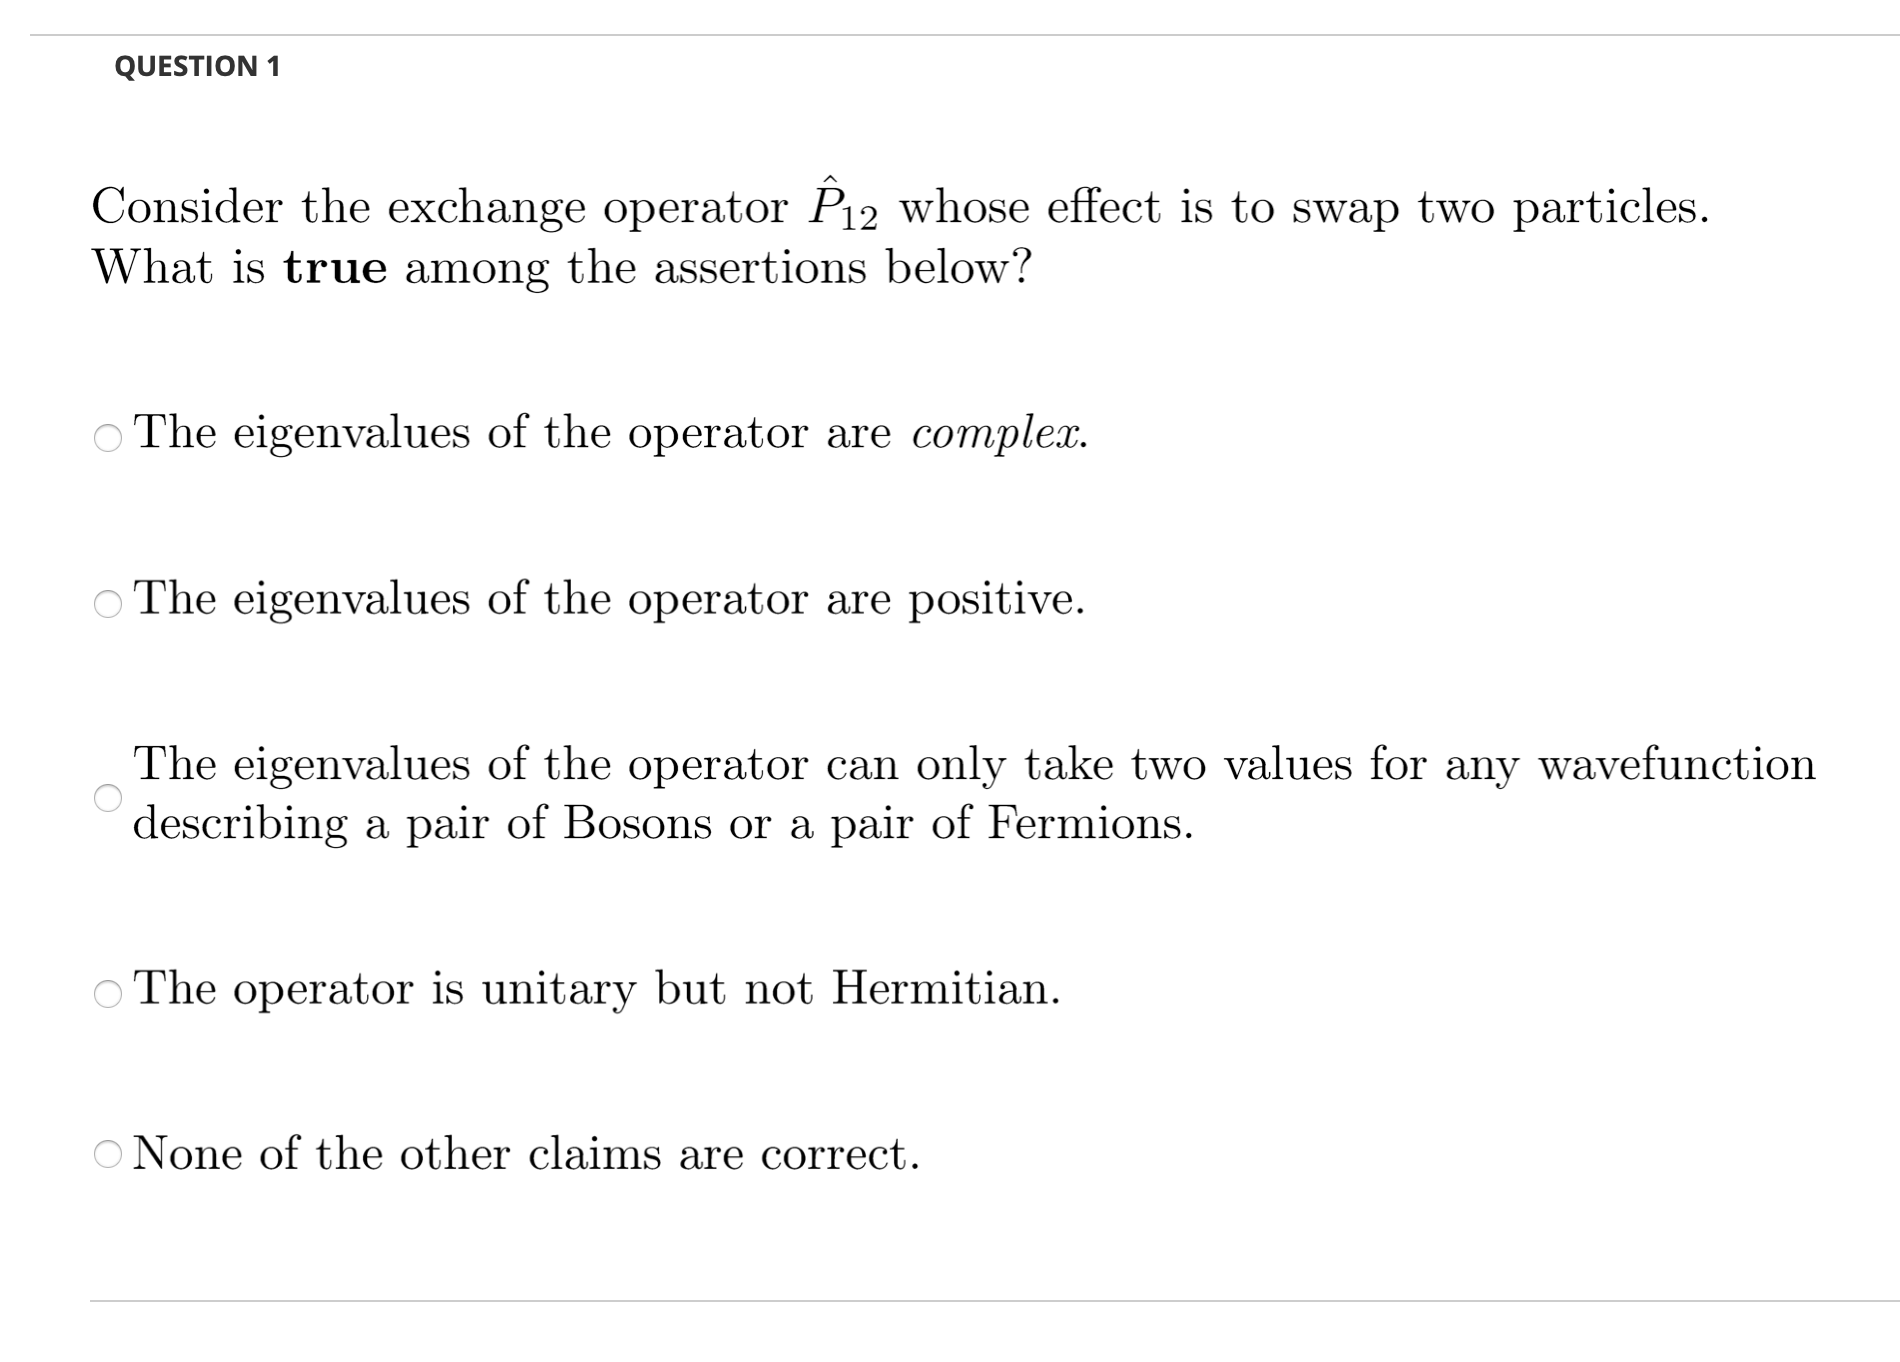 QUESTION 1
Consider the exchange operator P̂₁₂ whose effect is to swap two particles.
What is true among the assertions below?
The eigenvalues of the operator are complex.
The eigenvalues of the operator are positive.
The eigenvalues of the operator can only take two values for any wavefunction
describing a pair of Bosons or a pair of Fermions.
The operator is unitary but not Hermitian.
None of the other claims are correct.